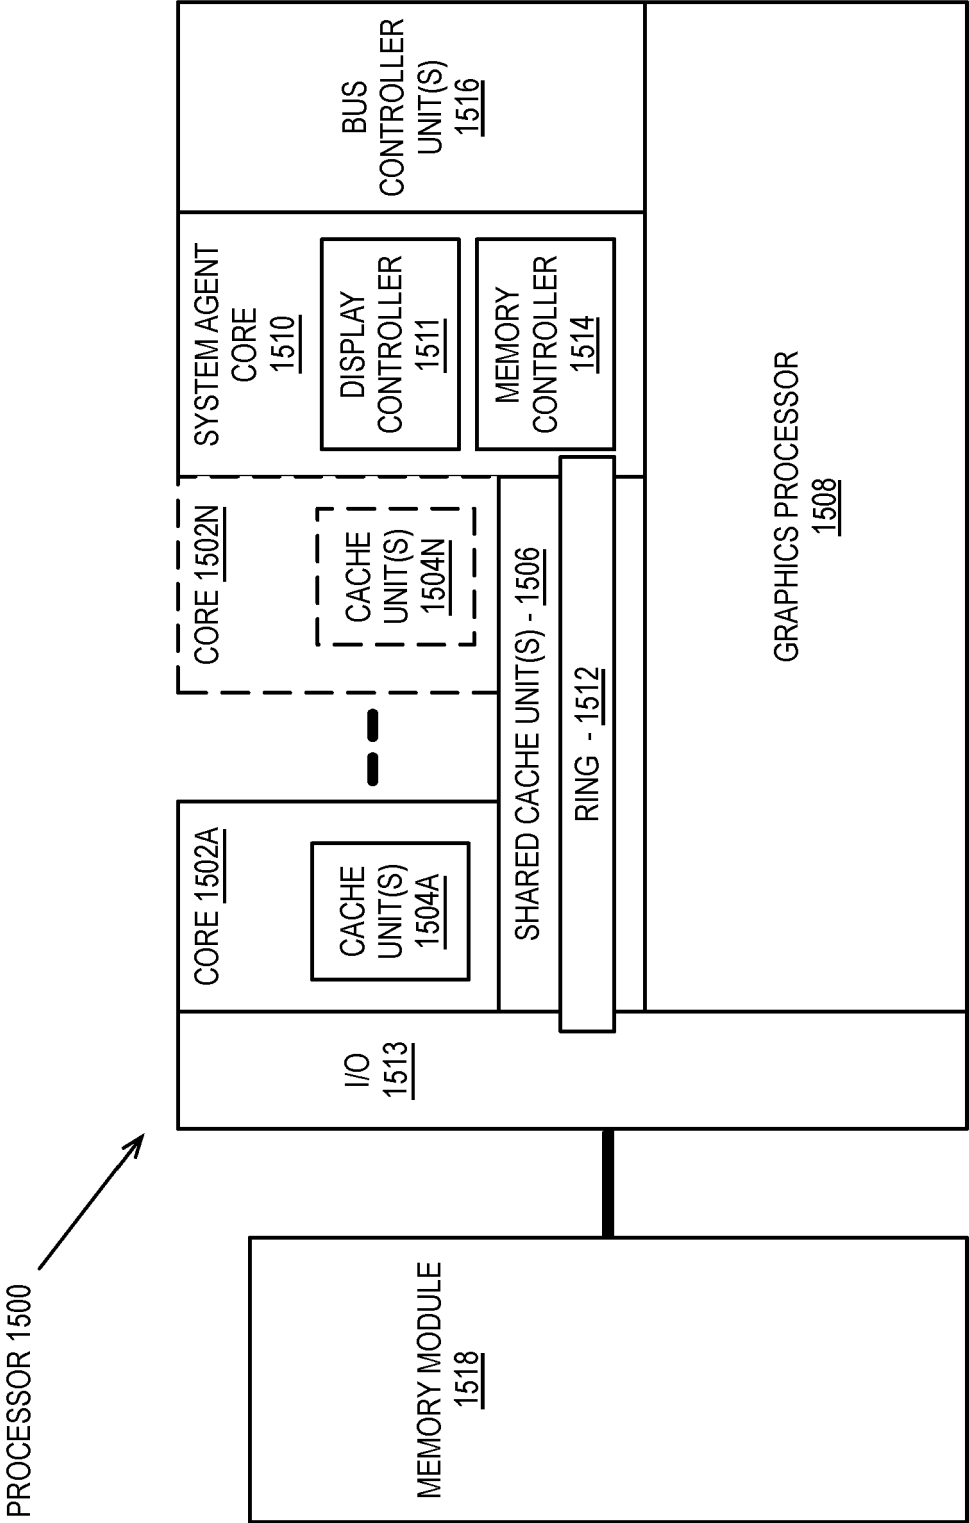 PROCESSOR 1500
MEMORY MODULE
1518
I/O
1513
CORE 1502A
CACHE
UNIT(S)
1504A
CORE 1502N
CACHE
UNIT(S)
1504N
SHARED CACHE UNIT(S) - 1506
RING - 1512
SYSTEM AGENT
CORE
1510
DISPLAY
CONTROLLER
1511
MEMORY
CONTROLLER
1514
BUS
CONTROLLER
UNIT(S)
1516
GRAPHICS PROCESSOR
1508